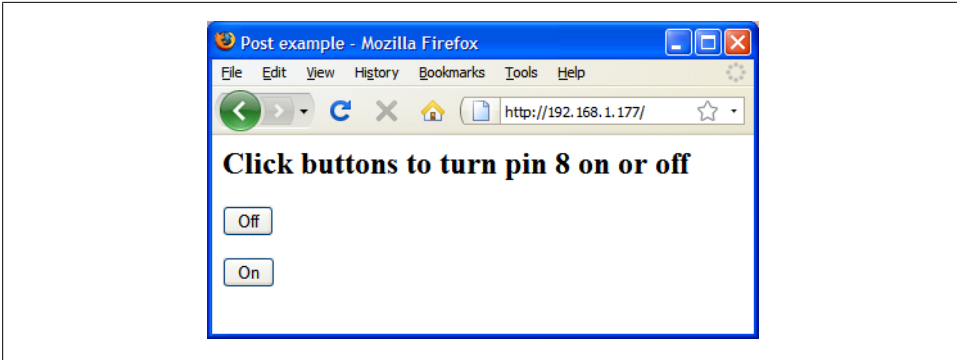 Post example - Mozilla Firefox
File Edit View History Bookmarks Tools Help
http://192.168.1.177/
Click buttons to turn pin 8 on or off
Off
On